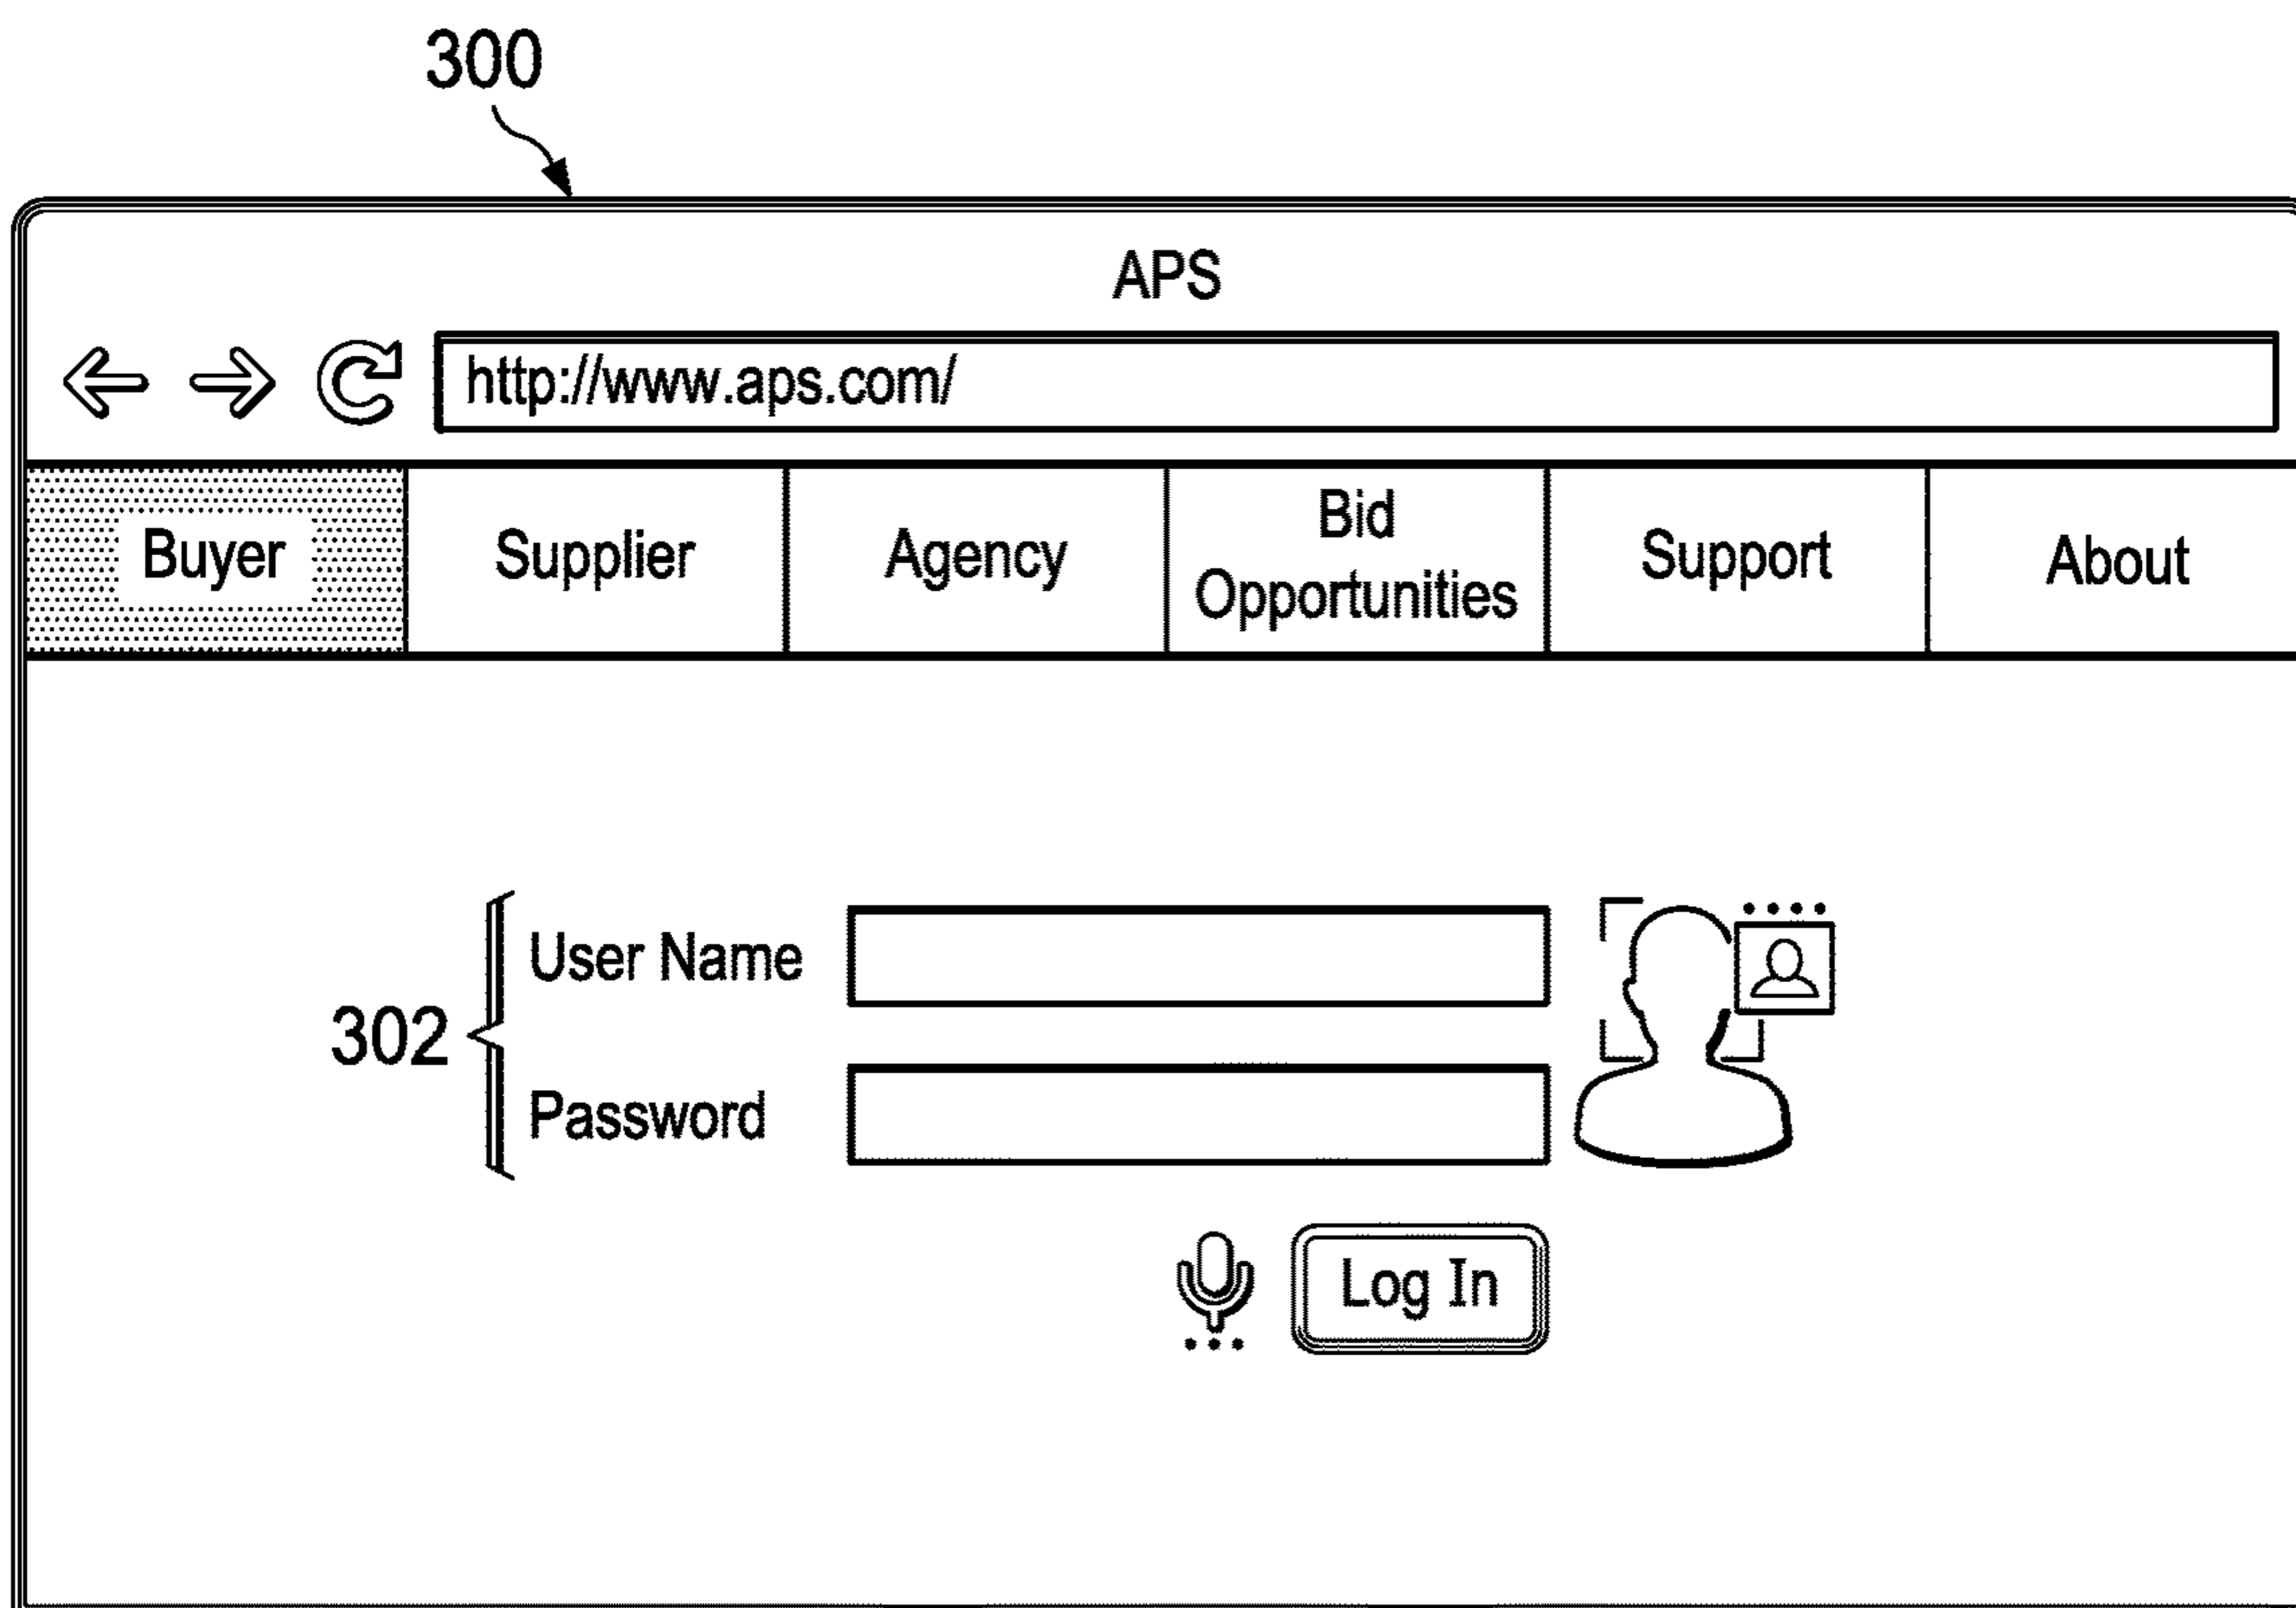 300
APS
http://www.aps.com/
Buyer
Supplier
Agency
Bid
Opportunities
Support
About
302
User Name
Password
Log In